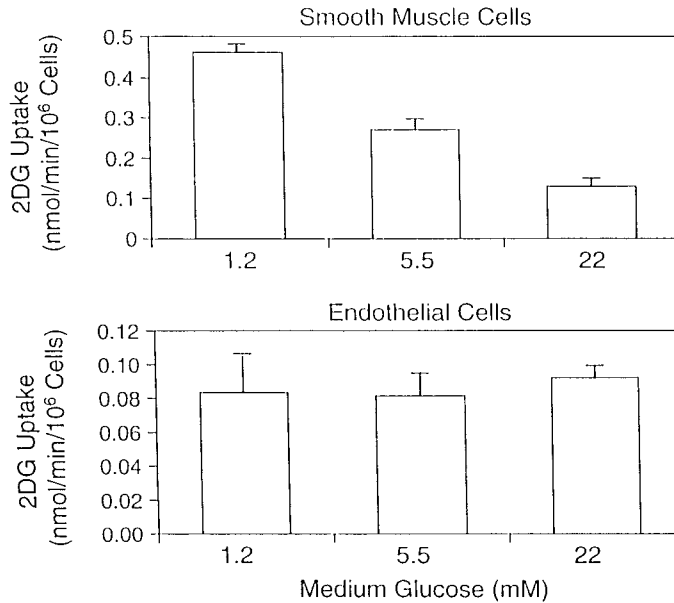 Smooth Muscle Cells
2DG Uptake
(nmol/min/10⁶ Cells)
0.5
0.4
0.3
0.2
0.1
0
1.2 5.5 22
Endothelial Cells
2DG Uptake
(nmol/min/10⁶ Cells)
0.12
0.10
0.08
0.06
0.04
0.02
0.00
1.2 5.5 22
Medium Glucose (mM)